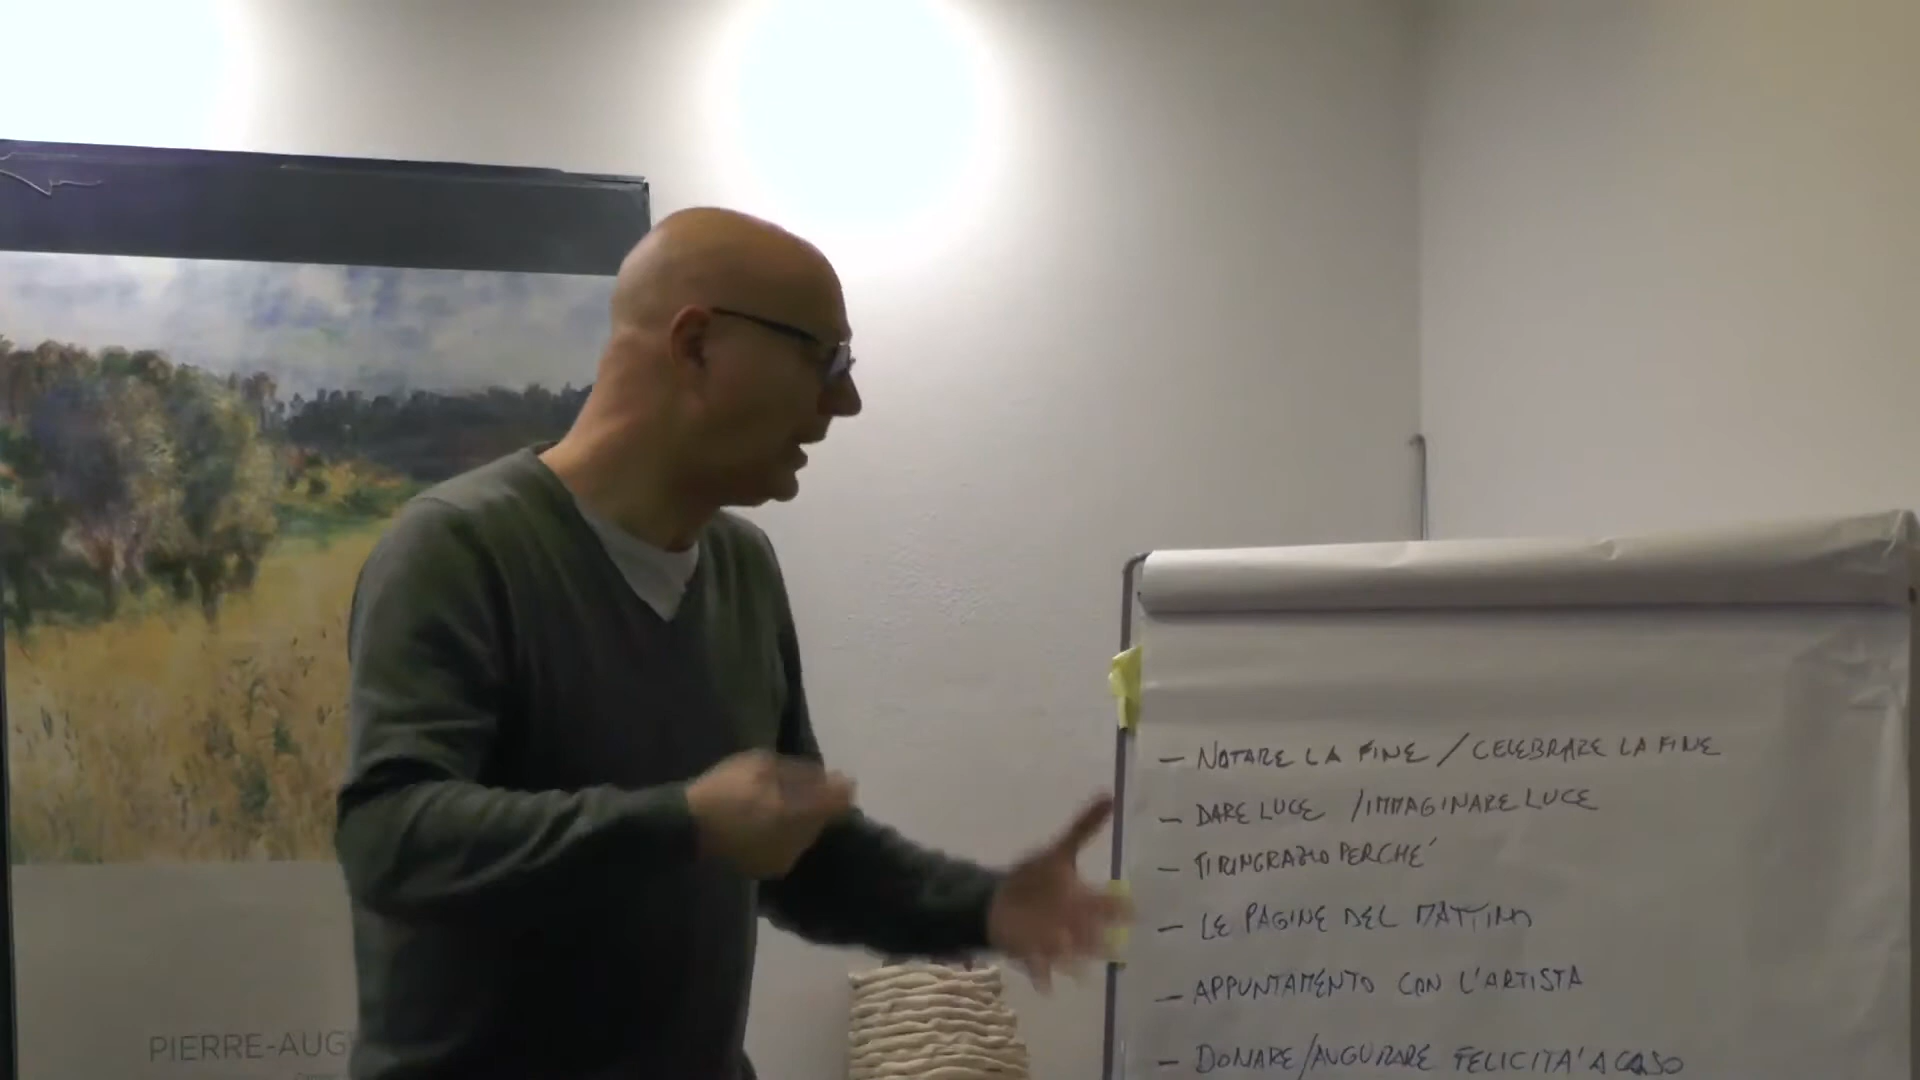 - NOTARE LA FINE / CELEBRARE LA FINE
- DARE LUCE / IMMAGINARE LUCE
- TI RINGRAZIO PERCHE'
- LE PAGINE DEL MATTINO
- APPUNTAMENTO CON L'ARTISTA
- DONARE/AUGURARE FELICITA' A CASO
PIERRE-AUG